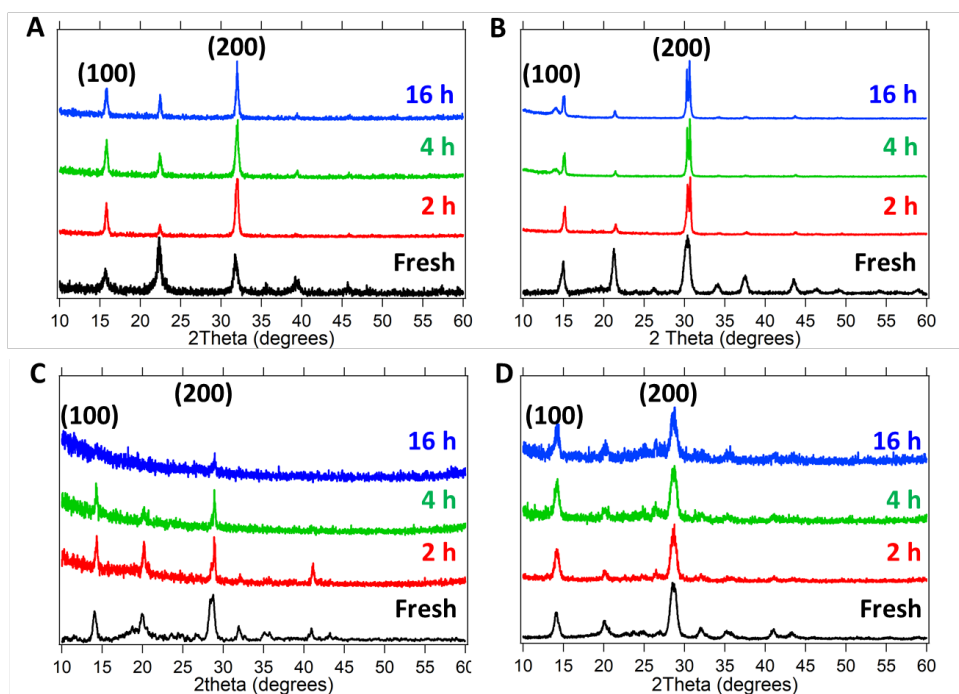 A
(100)
(200)
16 h
4 h
2 h
Fresh
10 15 20 25 30 35 40 45 50 55 60
2Theta (degrees)
B
(100)
(200)
16 h
4 h
2 h
Fresh
10 15 20 25 30 35 40 45 50 55 60
2 Theta (degrees)
C
(100)
(200)
16 h
4 h
2 h
Fresh
10 15 20 25 30 35 40 45 50 55 60
2theta (degrees)
D
(100)
(200)
16 h
4 h
2 h
Fresh
10 15 20 25 30 35 40 45 50 55 60
2Theta (degrees)